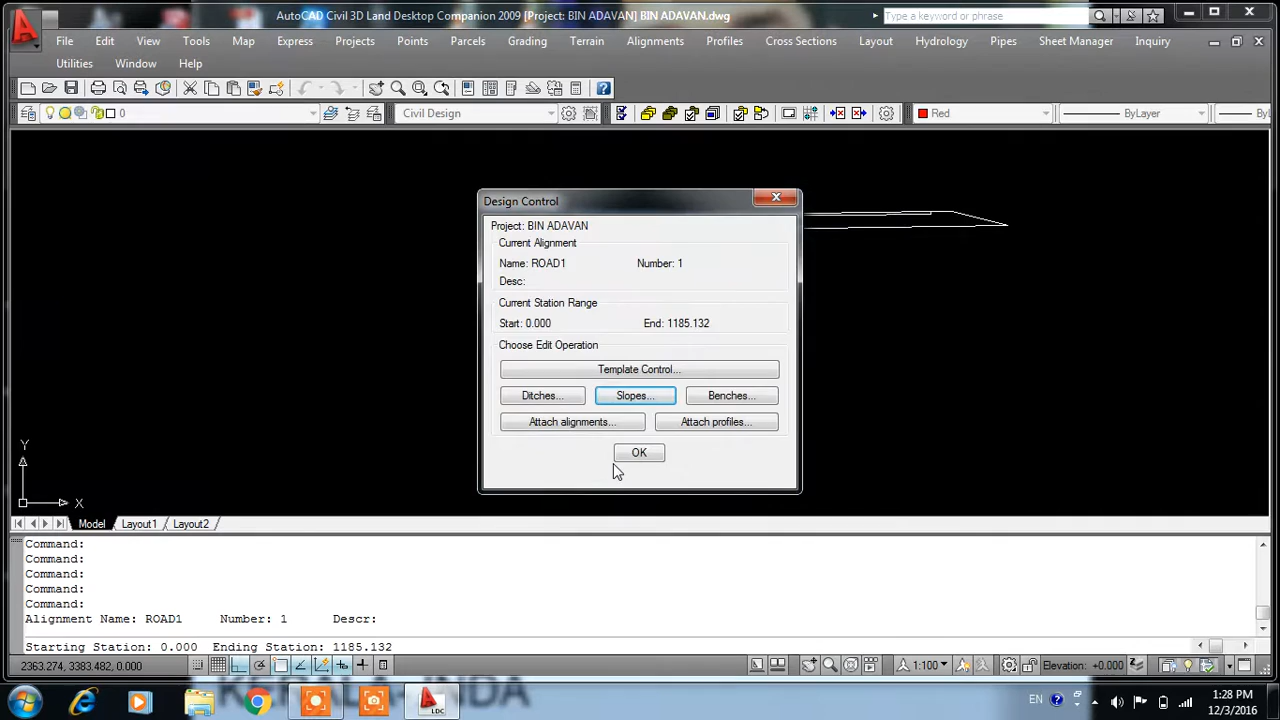 AutoCAD Civil 3D Land Desktop Companion 2009 [Project: BIN ADAVAN] BIN ADAVAN.dwg
Type a keyword or phrase
File Edit View Tools Map Express Projects Points Parcels Grading Terrain Alignments Profiles Cross Sections Layout Hydrology Pipes Sheet Manager Inquiry
Utilities Window Help
0
Civil Design
Red
ByLayer
Design Control
Project: BIN ADAVAN
Current Alignment
Name: ROAD1 Number: 1
Desc:
Current Station Range
Start: 0.000 End: 1185.132
Choose Edit Operation
Template Control...
Ditches... Slopes... Benches...
Attach alignments... Attach profiles...
OK
Y
X
Model Layout1 Layout2
Command:
Command:
Command:
Command:
Command:
Alignment Name: ROAD1 Number: 1 Descr:
Starting Station: 0.000 Ending Station: 1185.132
2363.274, 3383.482, 0.000
1:100
Elevation: +0.000
KERALA-INDA
LDC
EN
1:28 PM
12/3/2016